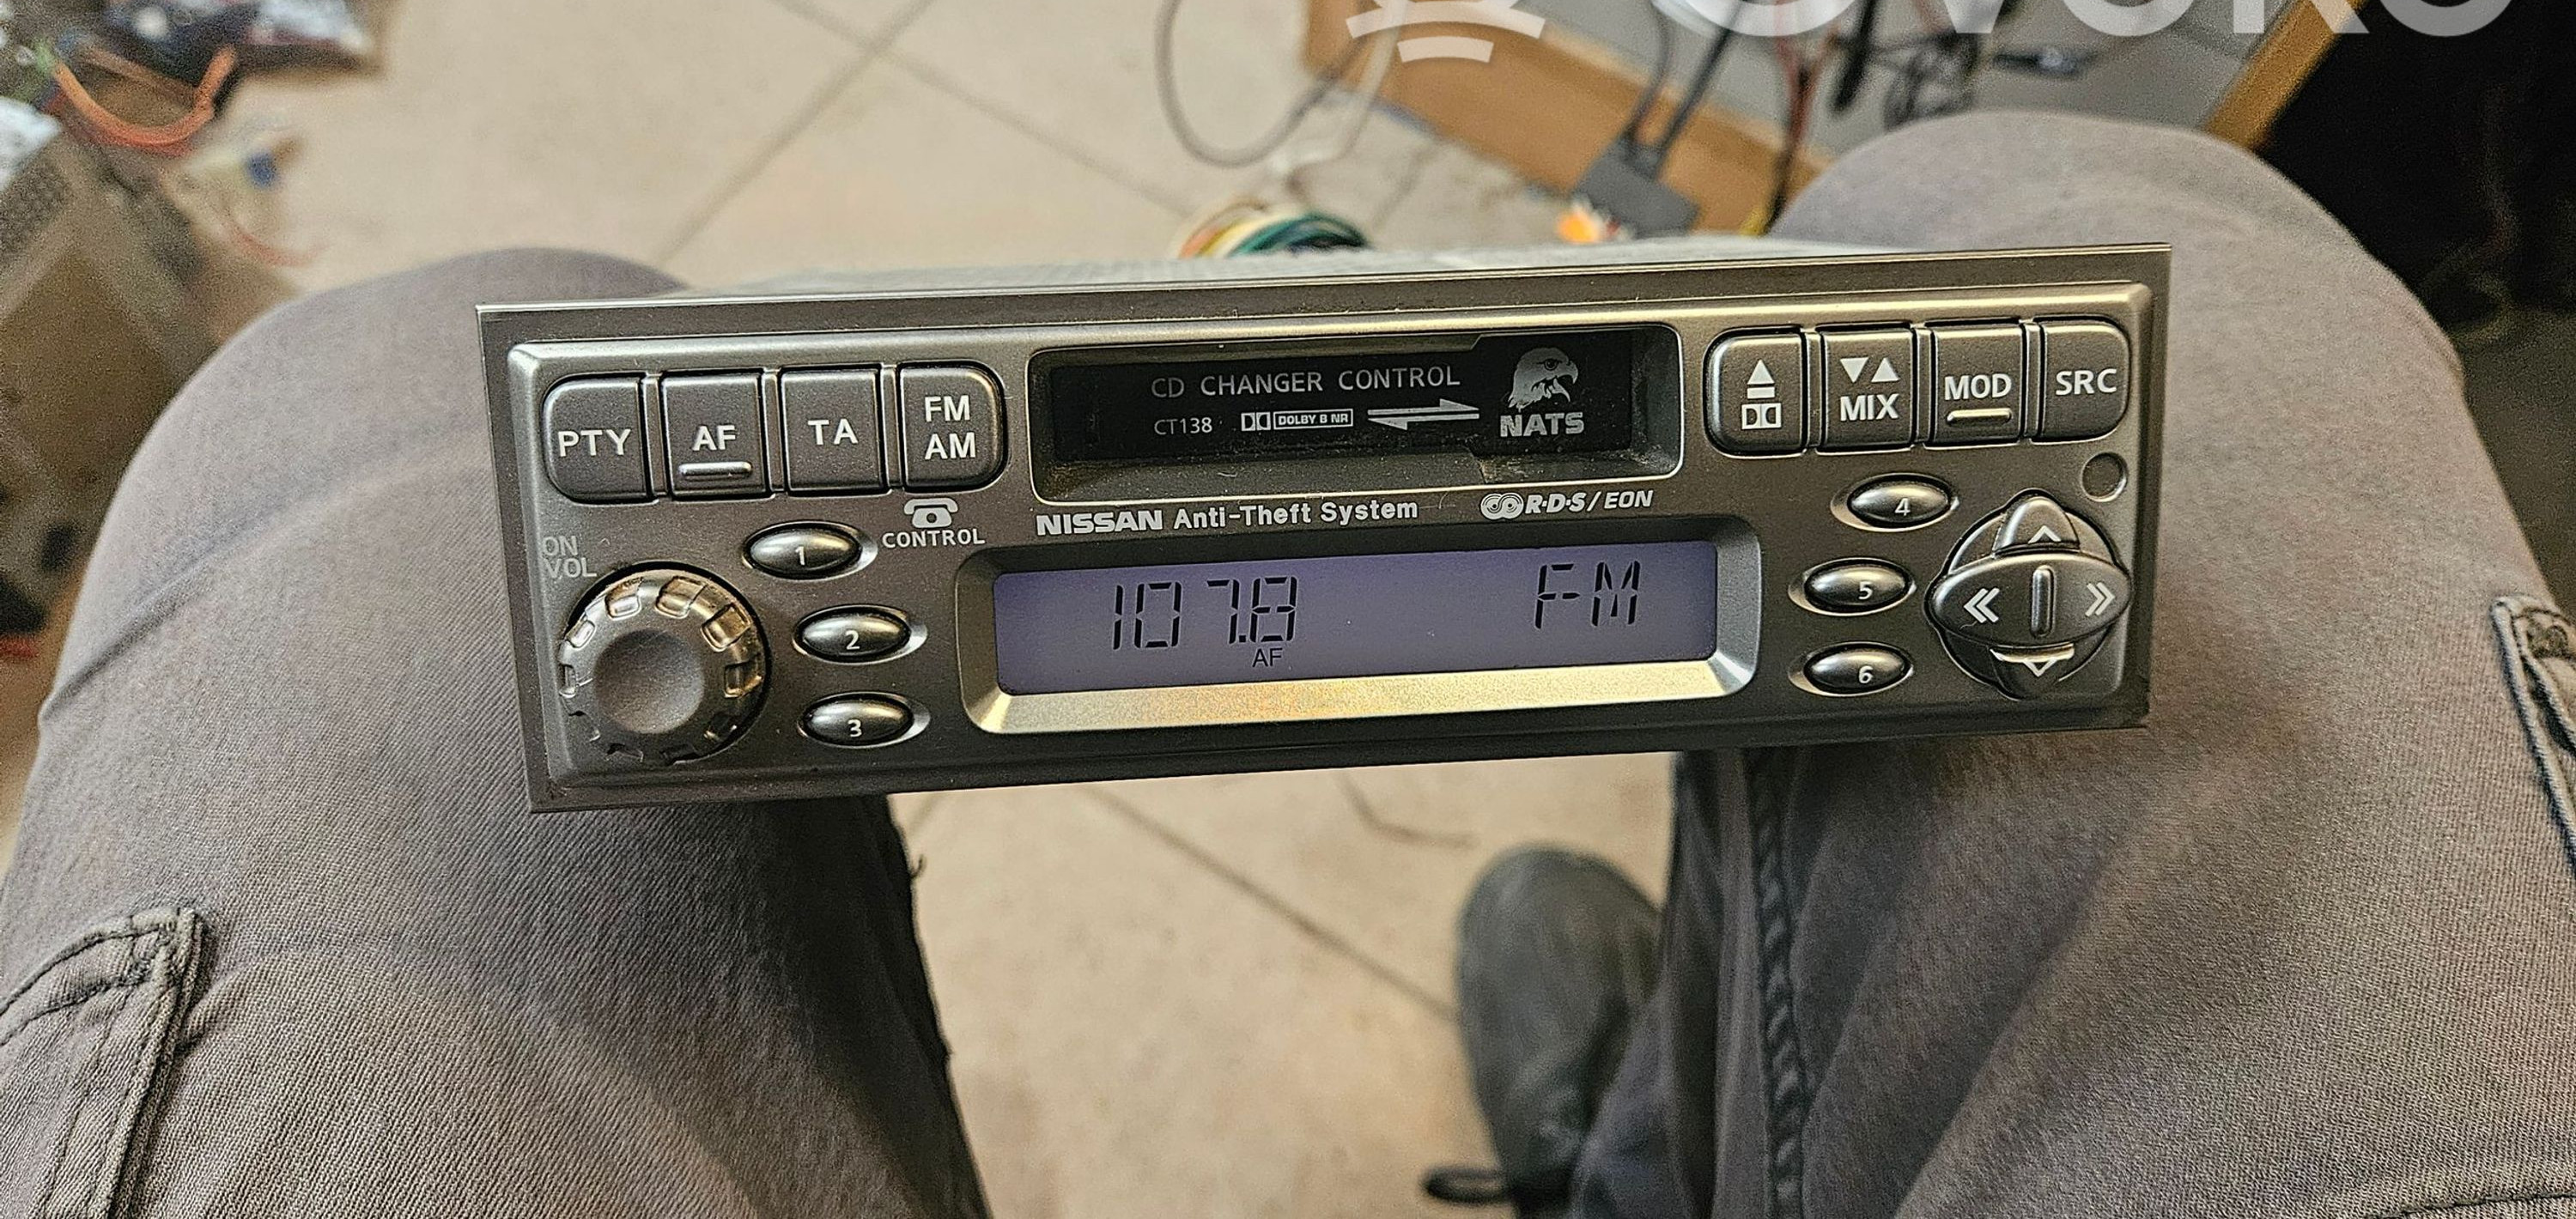 PTY
AF
TA
FM
AM
CD CHANGER CONTROL
CT138 DOLBY B NR
NATS
MIX
MOD
SRC
CONTROL
NISSAN Anti-Theft System
R·D·S/EON
ON
VOL
1
2
3
107.8 FM
AF
4
5
6